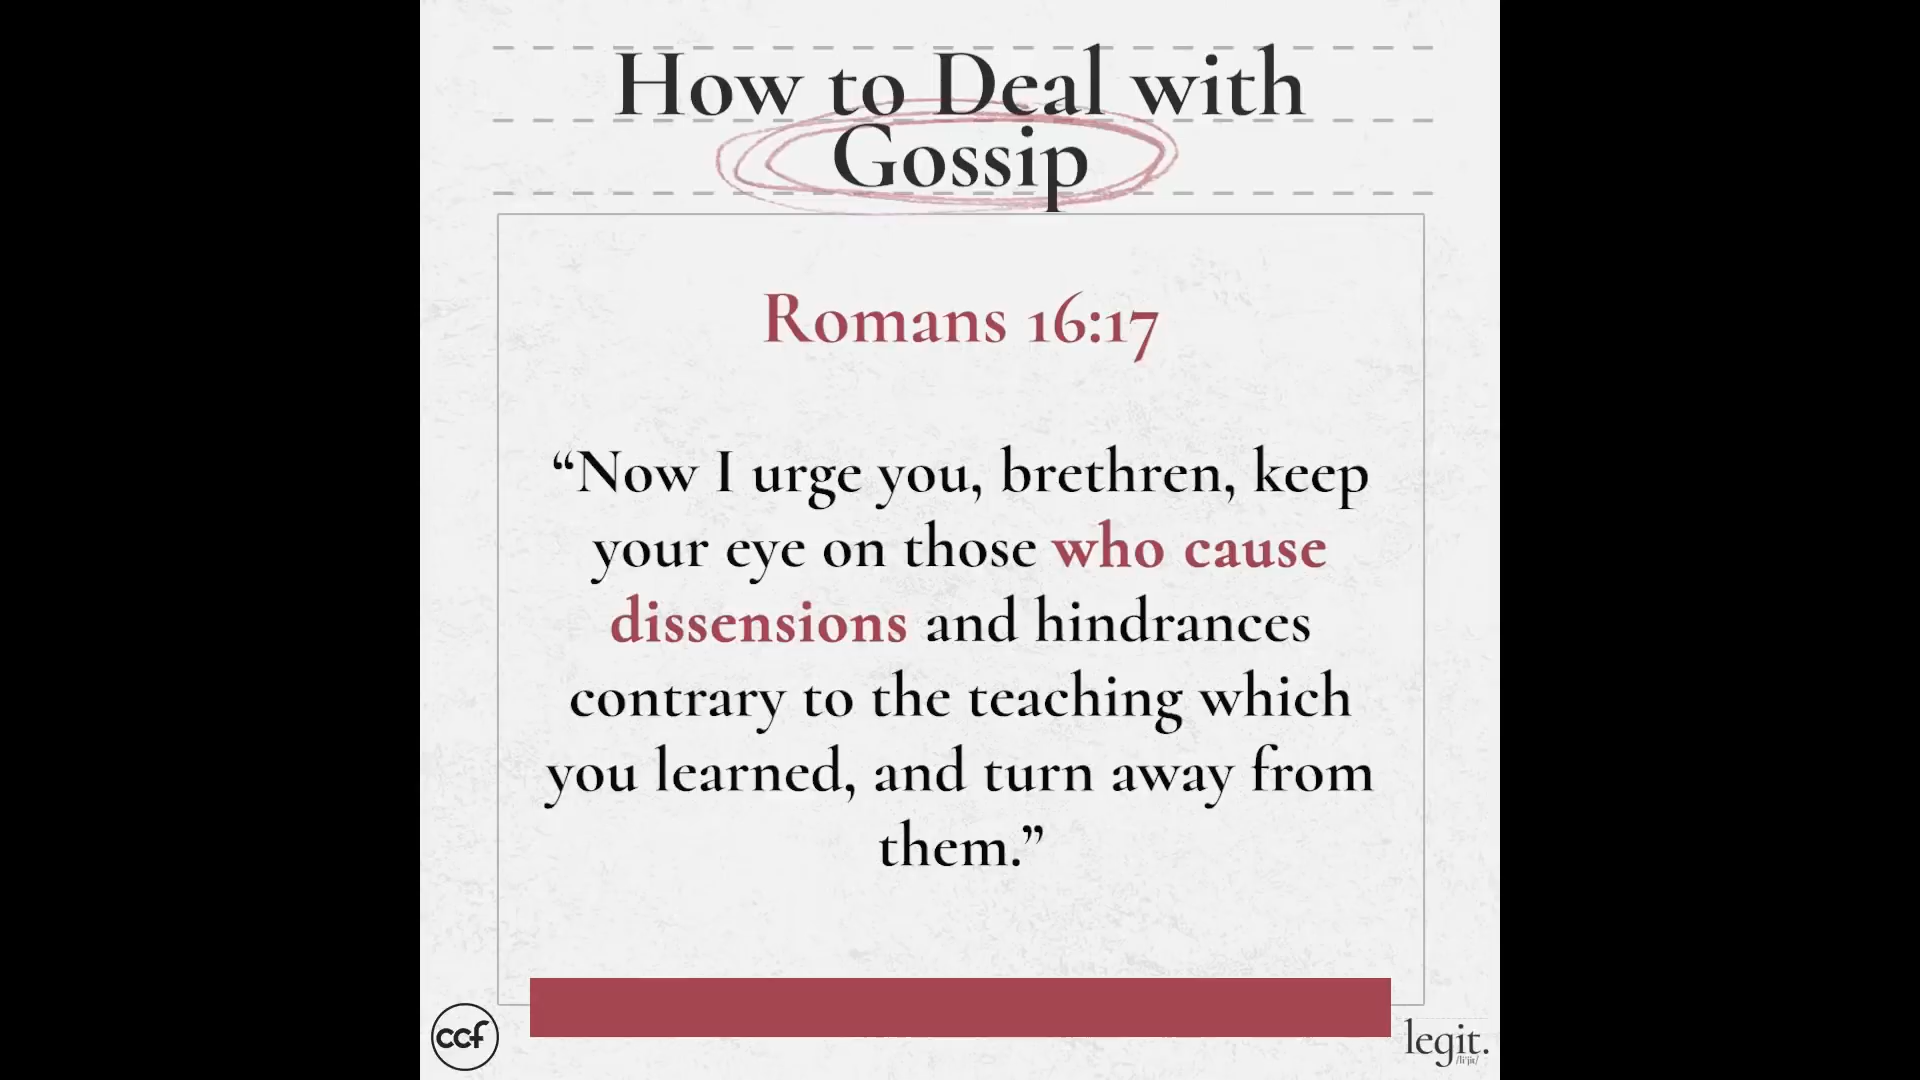 How to Deal with
Gossip
Romans 16:17
“Now I urge you, brethren, keep
your eye on those who cause
dissensions and hindrances
contrary to the teaching which
you learned, and turn away from
them.”
ccf
legit.